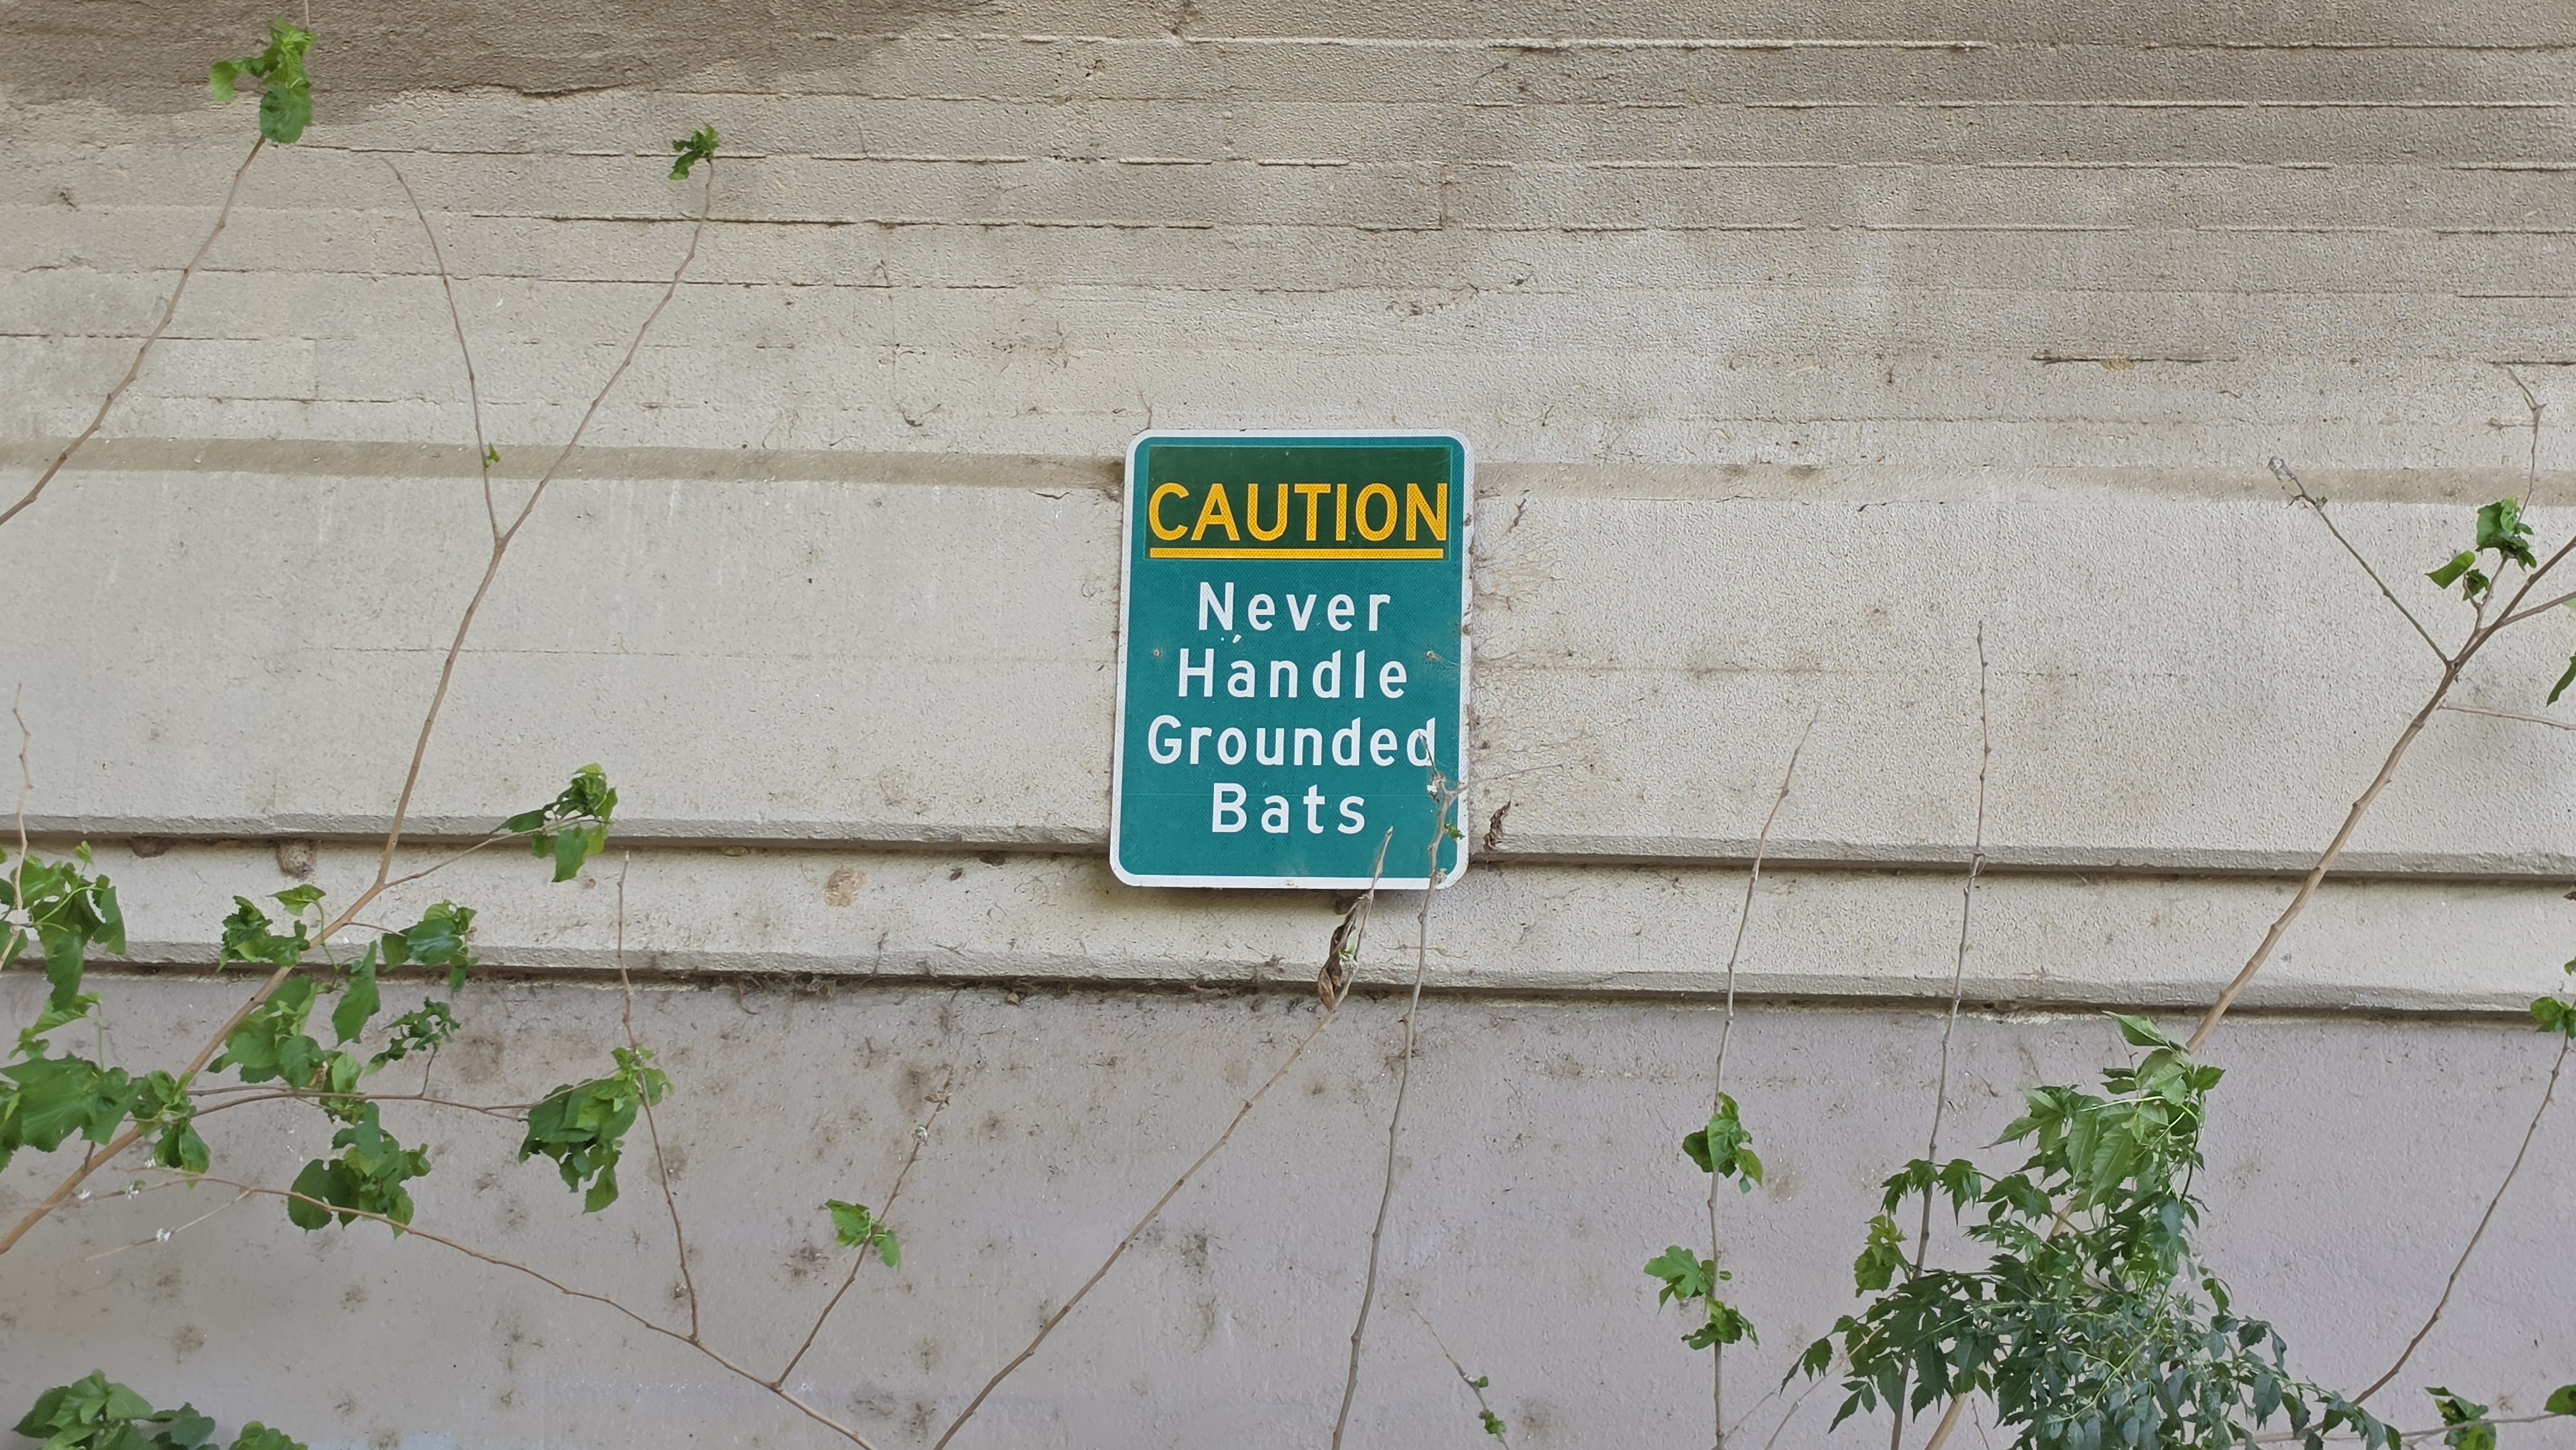 CAUTION
Never
Handle
Grounded
Bats